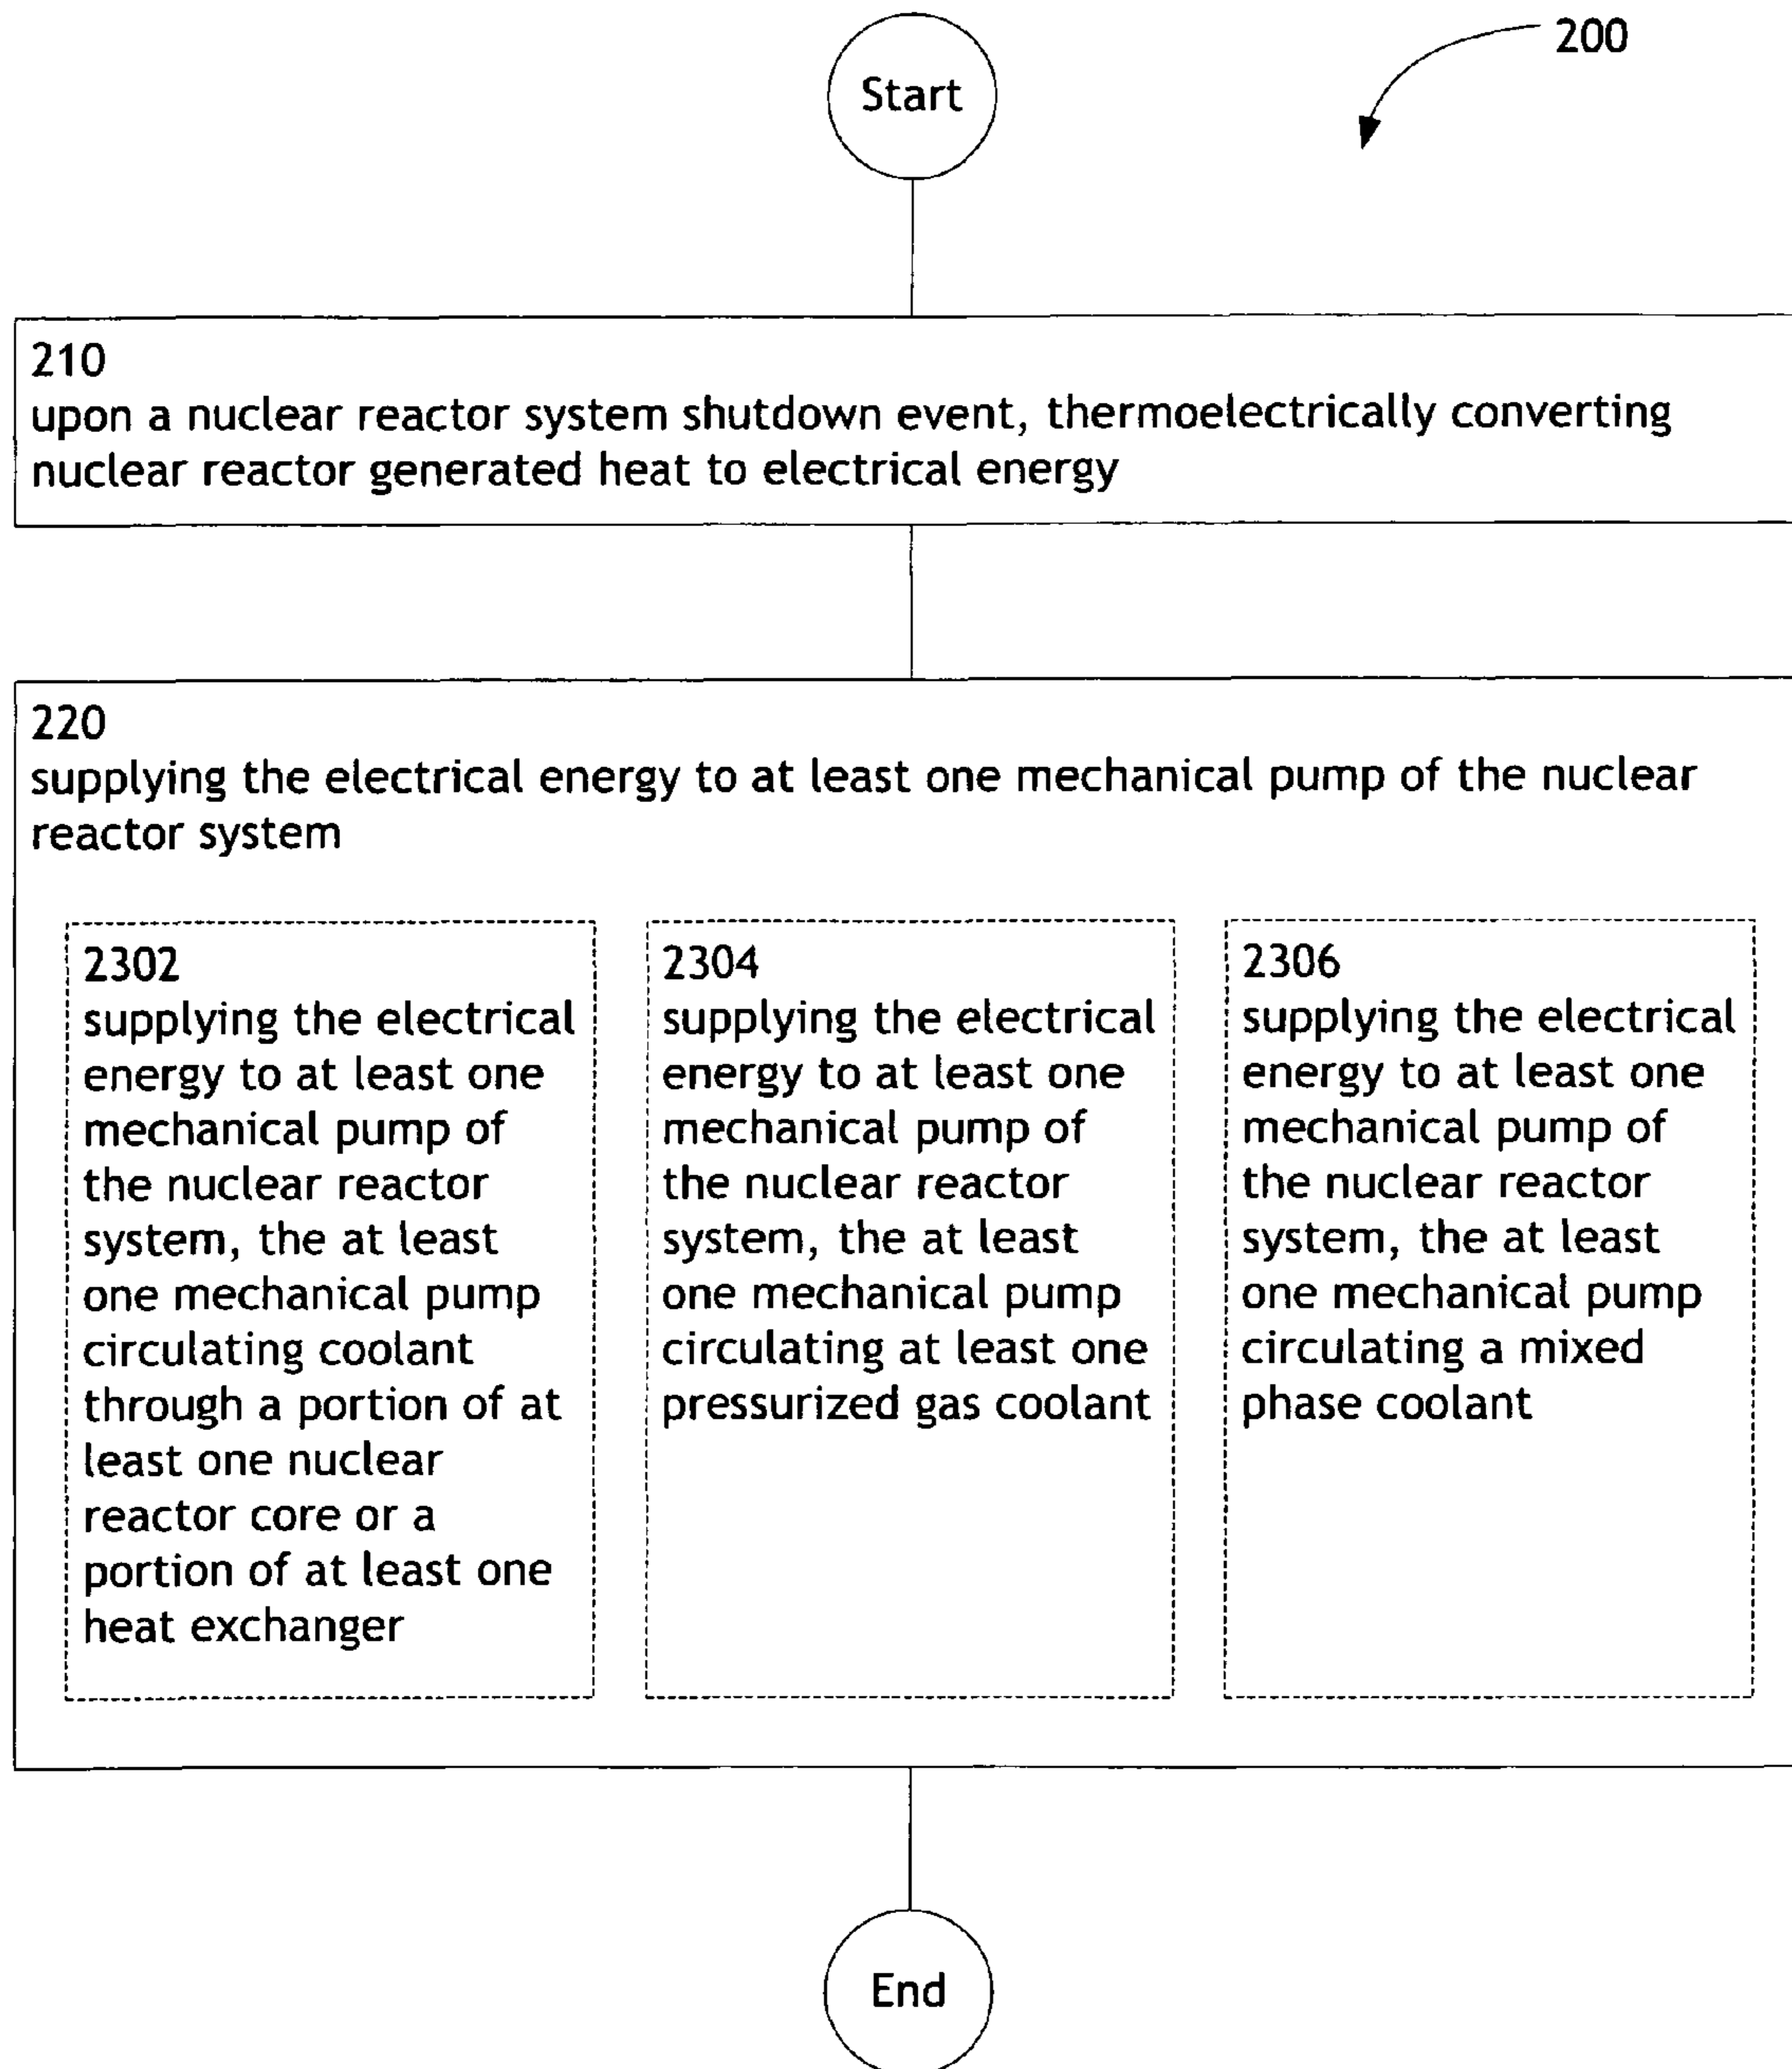 200
Start
210
upon a nuclear reactor system shutdown event, thermoelectrically converting
nuclear reactor generated heat to electrical energy
220
supplying the electrical energy to at least one mechanical pump of the nuclear
reactor system
2302
supplying the electrical
energy to at least one
mechanical pump of
the nuclear reactor
system, the at least
one mechanical pump
circulating coolant
through a portion of at
least one nuclear
reactor core or a
portion of at least one
heat exchanger
2304
supplying the electrical
energy to at least one
mechanical pump of
the nuclear reactor
system, the at least
one mechanical pump
circulating at least one
pressurized gas coolant
2306
supplying the electrical
energy to at least one
mechanical pump of
the nuclear reactor
system, the at least
one mechanical pump
circulating a mixed
phase coolant
End